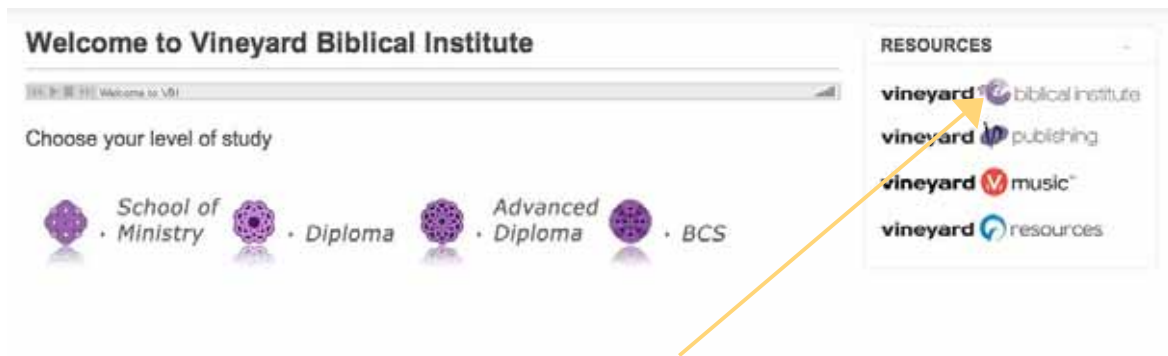 Welcome to Vineyard Biblical Institute
Welcome to VBI
Choose your level of study
· School of Ministry
· Diploma
· Advanced Diploma
· BCS
RESOURCES
vineyard biblical institute
vineyard publishing
vineyard music™
vineyard resources